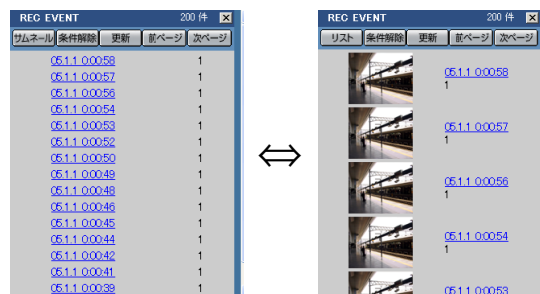 REC EVENT 200 件
サムネール 条件解除 更新 前ページ 次ページ
05.1.1 0:00:58 1
05.1.1 0:00:57 1
05.1.1 0:00:56 1
05.1.1 0:00:54 1
05.1.1 0:00:53 1
05.1.1 0:00:52 1
05.1.1 0:00:50 1
05.1.1 0:00:49 1
05.1.1 0:00:48 1
05.1.1 0:00:46 1
05.1.1 0:00:45 1
05.1.1 0:00:44 1
05.1.1 0:00:42 1
05.1.1 0:00:41 1
05.1.1 0:00:39 1
REC EVENT 200 件
リスト 条件解除 更新 前ページ 次ページ
05.1.1 0:00:58
1
05.1.1 0:00:57
1
05.1.1 0:00:56
1
05.1.1 0:00:54
1
05.1.1 0:00:53